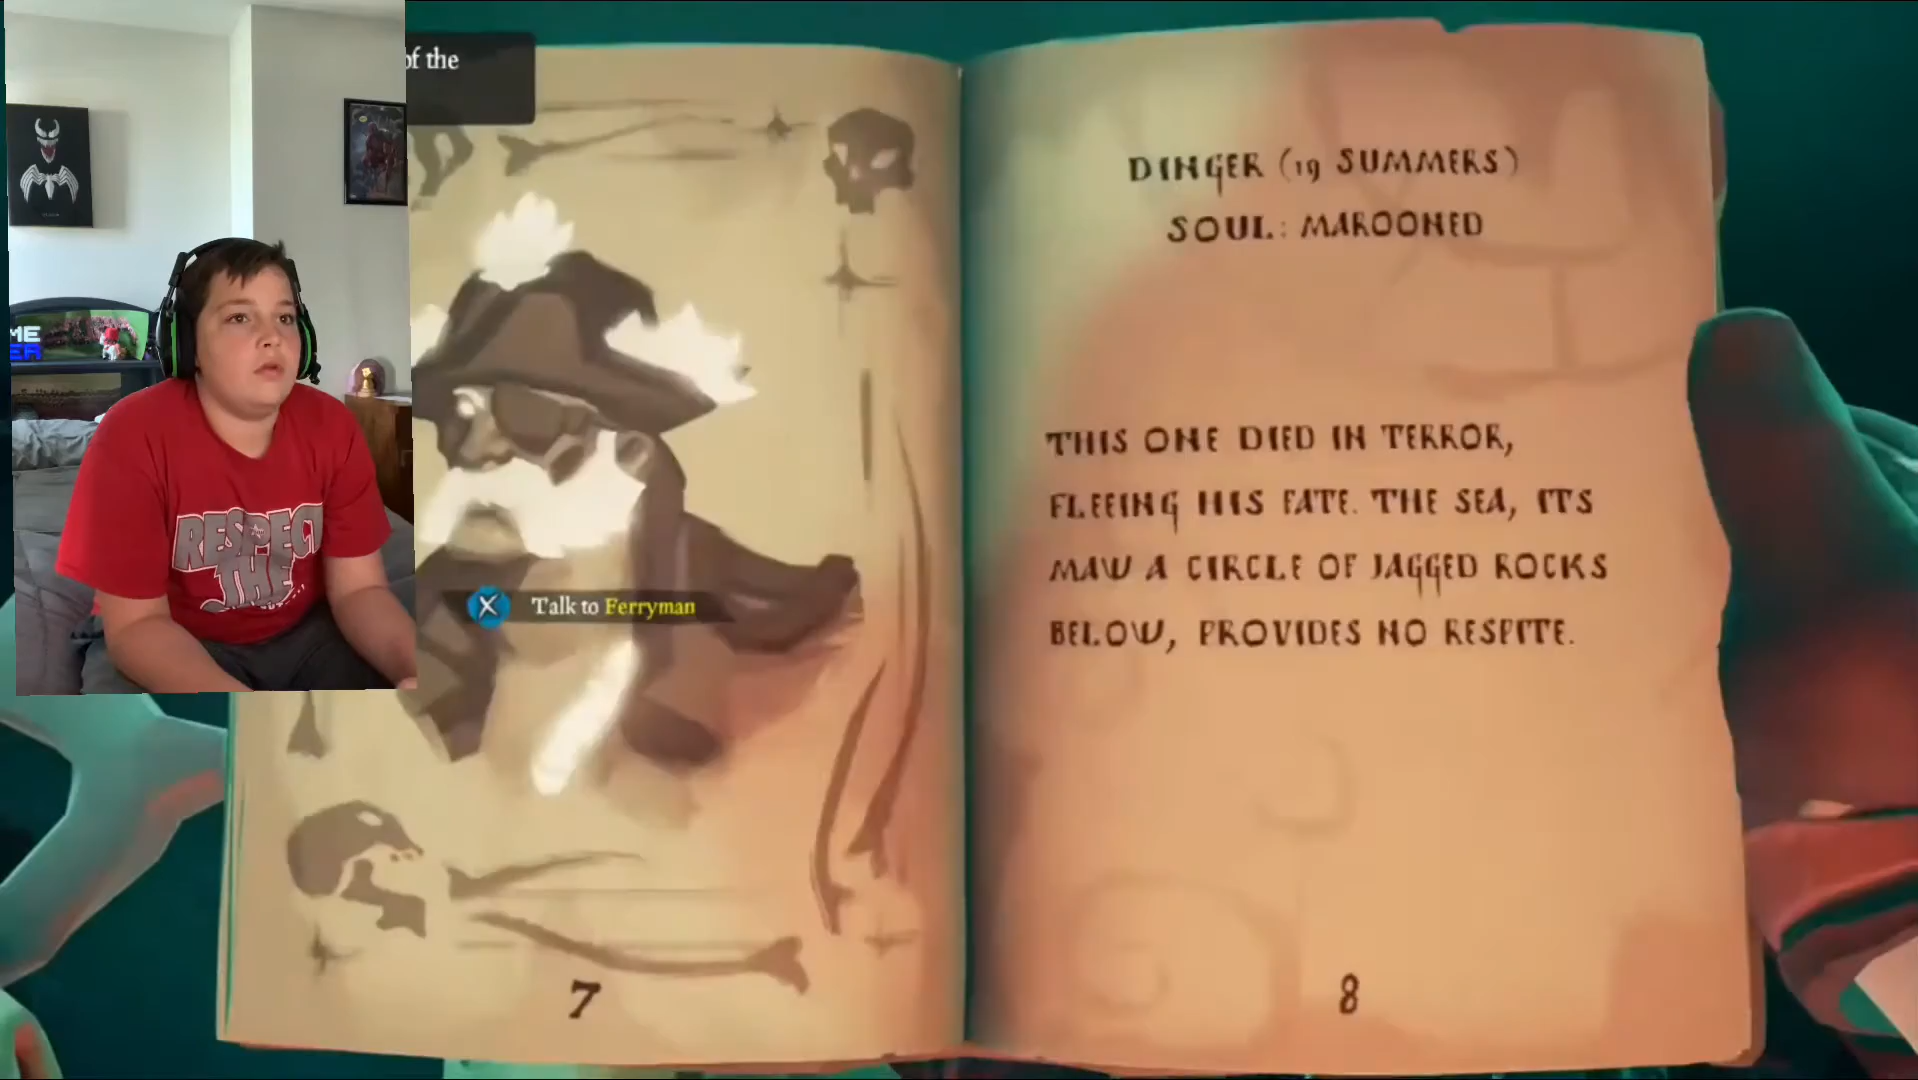 of the
DINGER (19 SUMMERS)
SOUL: MAROONED
THIS ONE DIED IN TERROR,
FLEEING HIS FATE. THE SEA, ITS
MAW A CIRCLE OF JAGGED ROCKS
BELOW, PROVIDES NO RESPITE.
Talk to Ferryman
RESPECT
THE
7
8